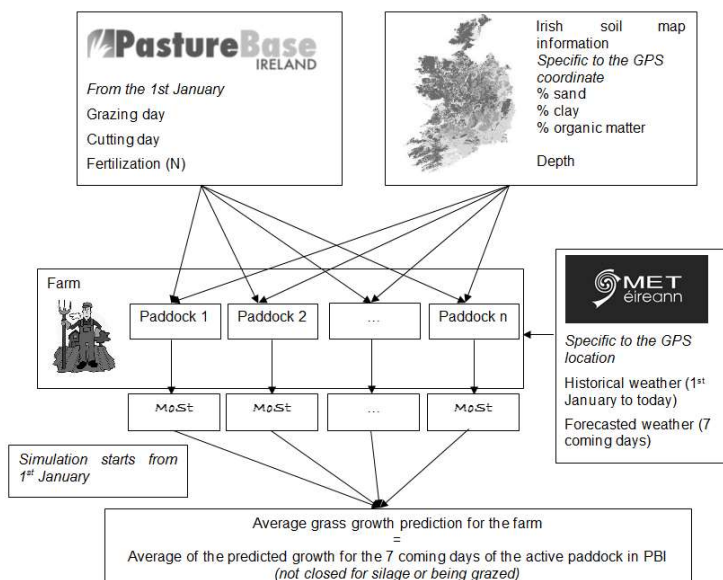 PastureBase
IRELAND
From the 1st January
Grazing day
Cutting day
Fertilization (N)
Irish soil map
information
Specific to the GPS
coordinate
% sand
% clay
% organic matter
Depth
Farm
Paddock 1
Paddock 2
...
Paddock n
MET
éireann
Specific to the GPS
location
Historical weather (1st
January to today)
Forecasted weather (7
coming days)
MoSt
MoSt
...
MoSt
Simulation starts from
1st January
Average grass growth prediction for the farm
=
Average of the predicted growth for the 7 coming days of the active paddock in PBI
(not closed for silage or being grazed)